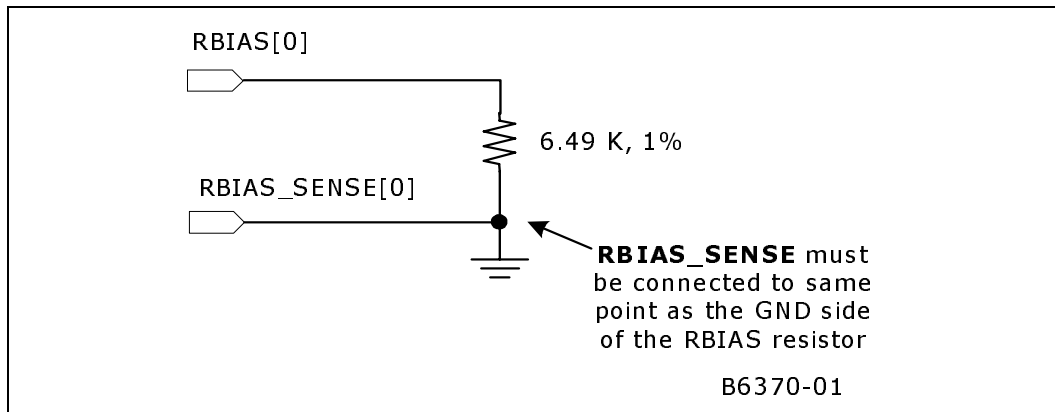 RBIAS[0]
6.49 K, 1%
RBIAS_SENSE[0]
RBIAS_SENSE must
be connected to same
point as the GND side
of the RBIAS resistor
B6370-01